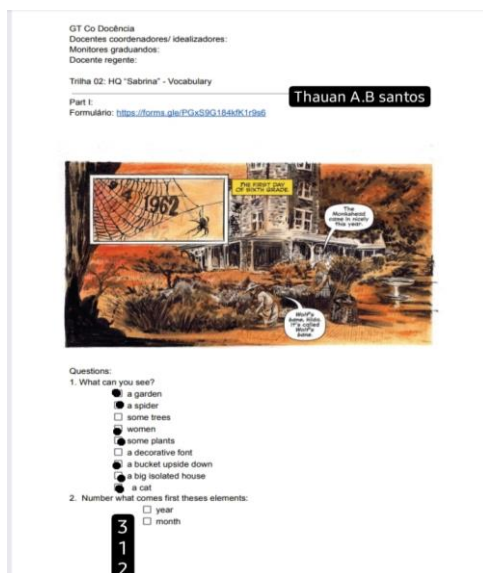 GT Co Docência
Docentes coordenadores/ idealizadores:
Monitores graduandos:
Docente regente:
Trilha 02: HQ "Sabrina" - Vocabulary
Thauan A.B santos
Part I:
Formulário: https://forms.gle/PGxS9G184kfK1r9s6
1962
THE FIRST DAY
OF SIXTH GRADE.
The
Monkshood
came in nicely
this year.
Wolf's
bane, Hilda.
It's called
Wolf's
bane.
Questions:
1. What can you see?
a garden
a spider
some trees
women
some plants
a decorative font
a bucket upside down
a big isolated house
a cat
2. Number what comes first theses elements:
year
month
3
1
2